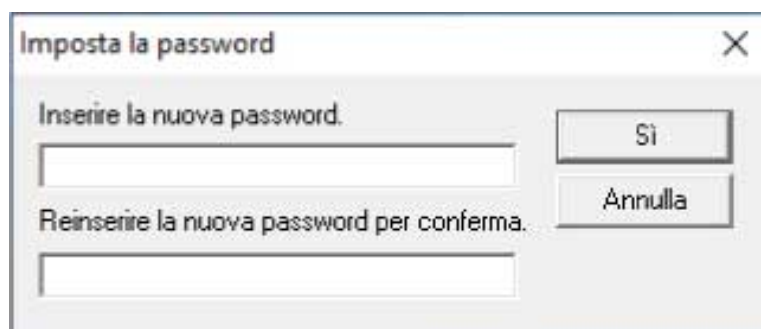 Imposta la password
Inserire la nuova password.
Sì
Annulla
Reinserire la nuova password per conferma.